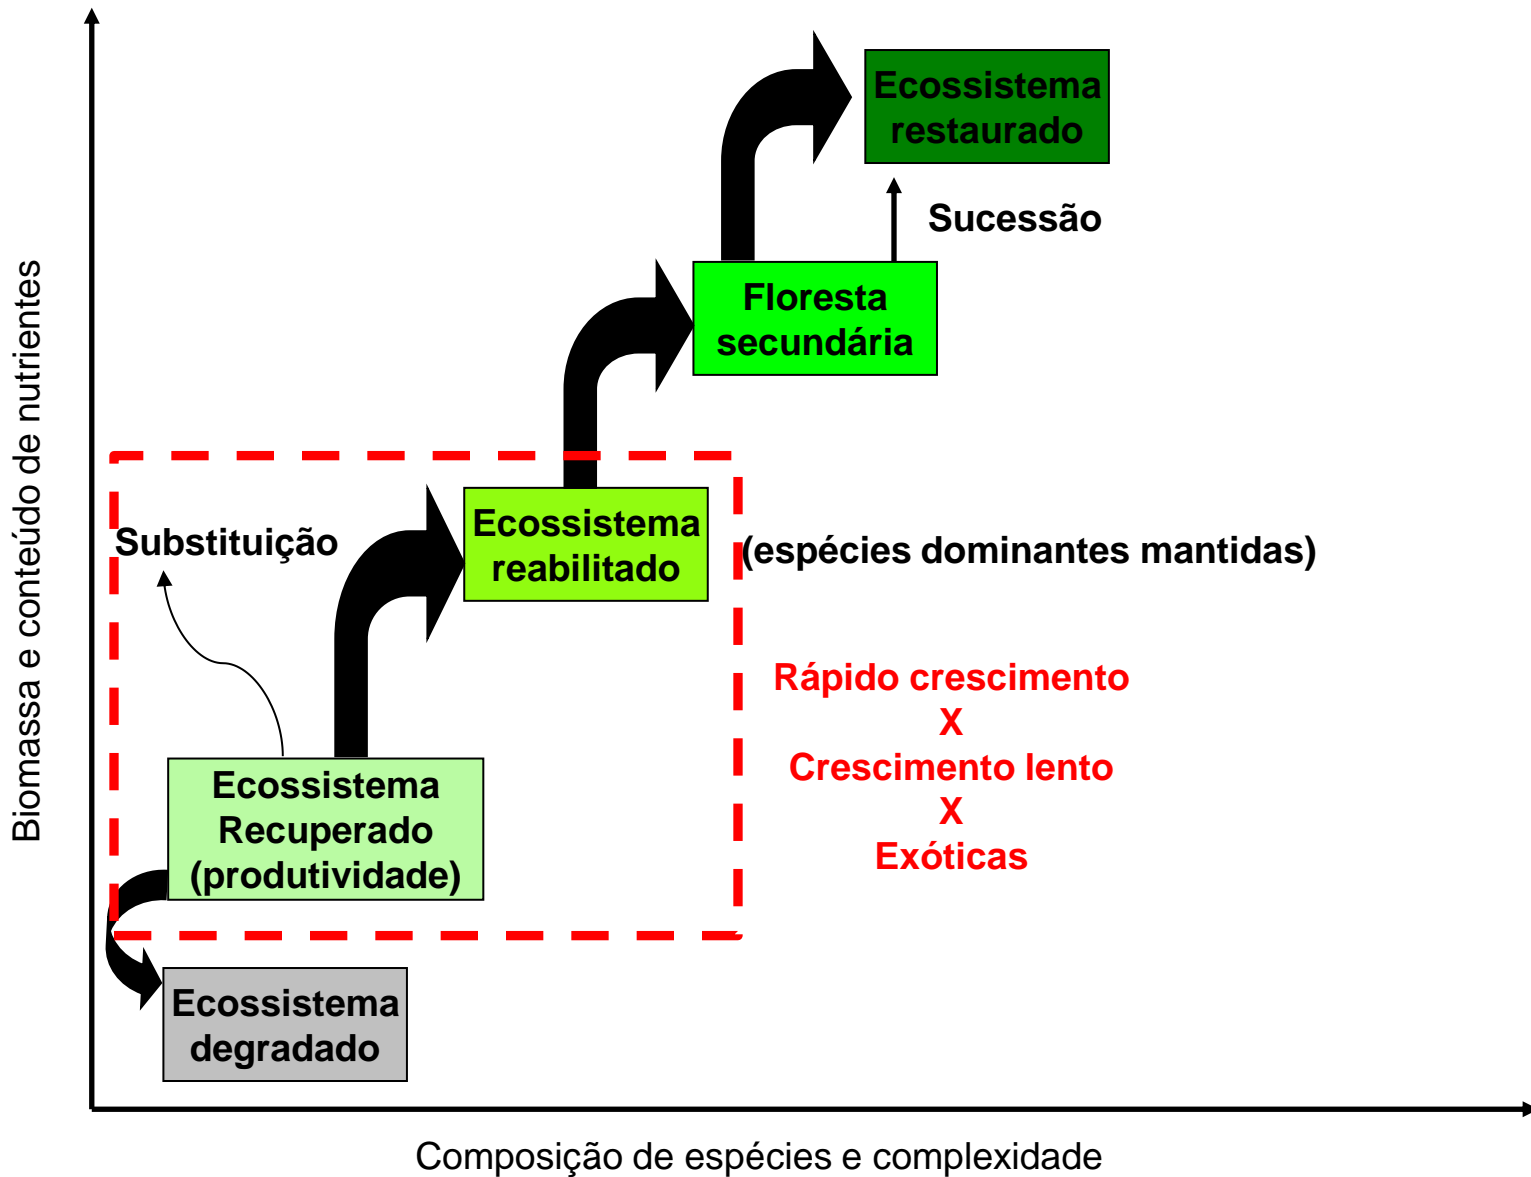 Ecossistema
restaurado
Sucessão
Floresta
secundária
Biomassa e conteúdo de nutrientes
Substituição
Ecossistema
reabilitado
(espécies dominantes mantidas)
Rápido crescimento
X
Crescimento lento
X
Exóticas
Ecossistema
Recuperado
(produtividade)
Ecossistema
degradado
Composição de espécies e complexidade